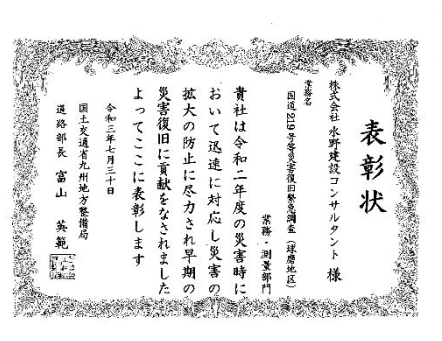 表彰状
株式会社 水野建設コンサルタント 様
業務名
国道219号等災害復旧緊急調査（球磨地区）
業務・測量部門
貴社は令和二年度の災害時に
おいて迅速に対応し災害の
拡大の防止に尽力され早期の
災害復旧に貢献をなされました
よってここに表彰します
令和三年七月三十日
国土交通省九州地方整備局
道路部長 富山 英範